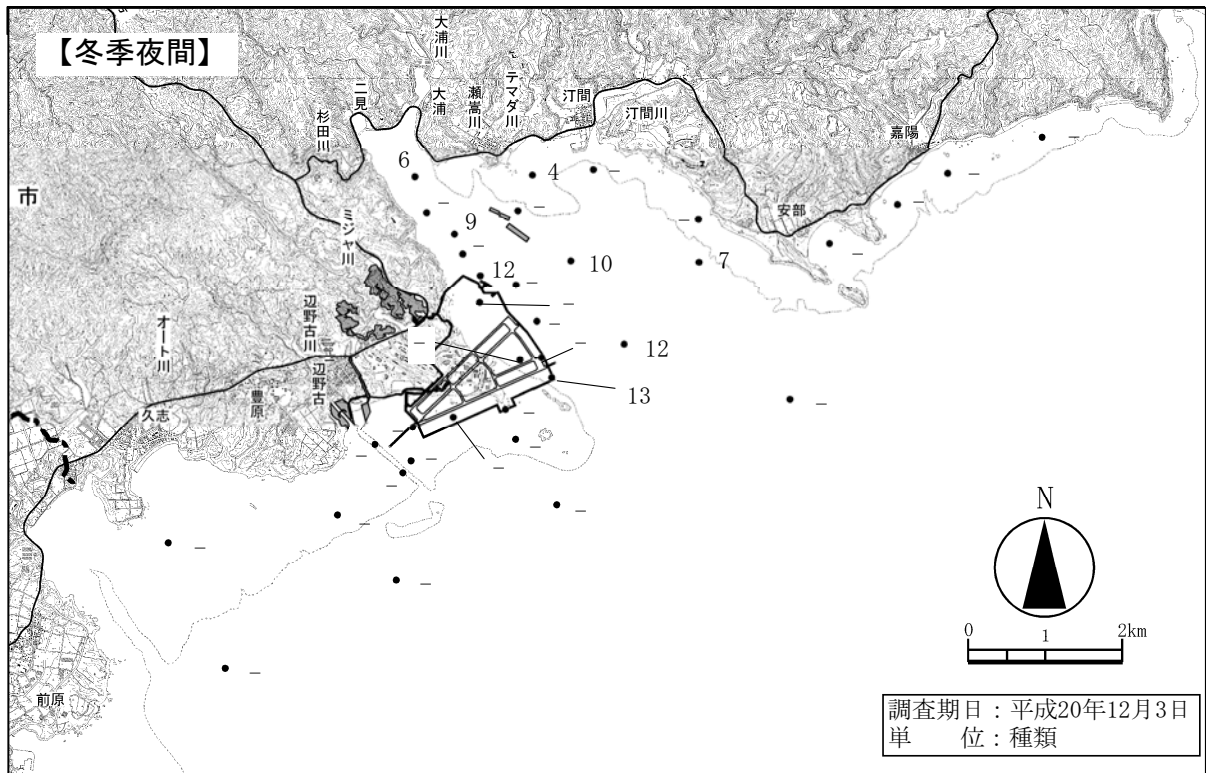 【冬季夜間】
大浦川
二見
杉田川
大浦
瀬嵩川
テマダ川
汀間
汀間川
嘉陽
安部
市
ミジャ川
辺野古川
辺野古
オート川
豊原
久志
前原
6
4
－
－
－
－
9
－
－
－
－
12
－
10
7
－
－
－
－
－
12
13
－
－
－
－
－
－
－
－
－
－
－
－
－
N
0
1
2km
調査期日：平成20年12月3日
単　　位：種類